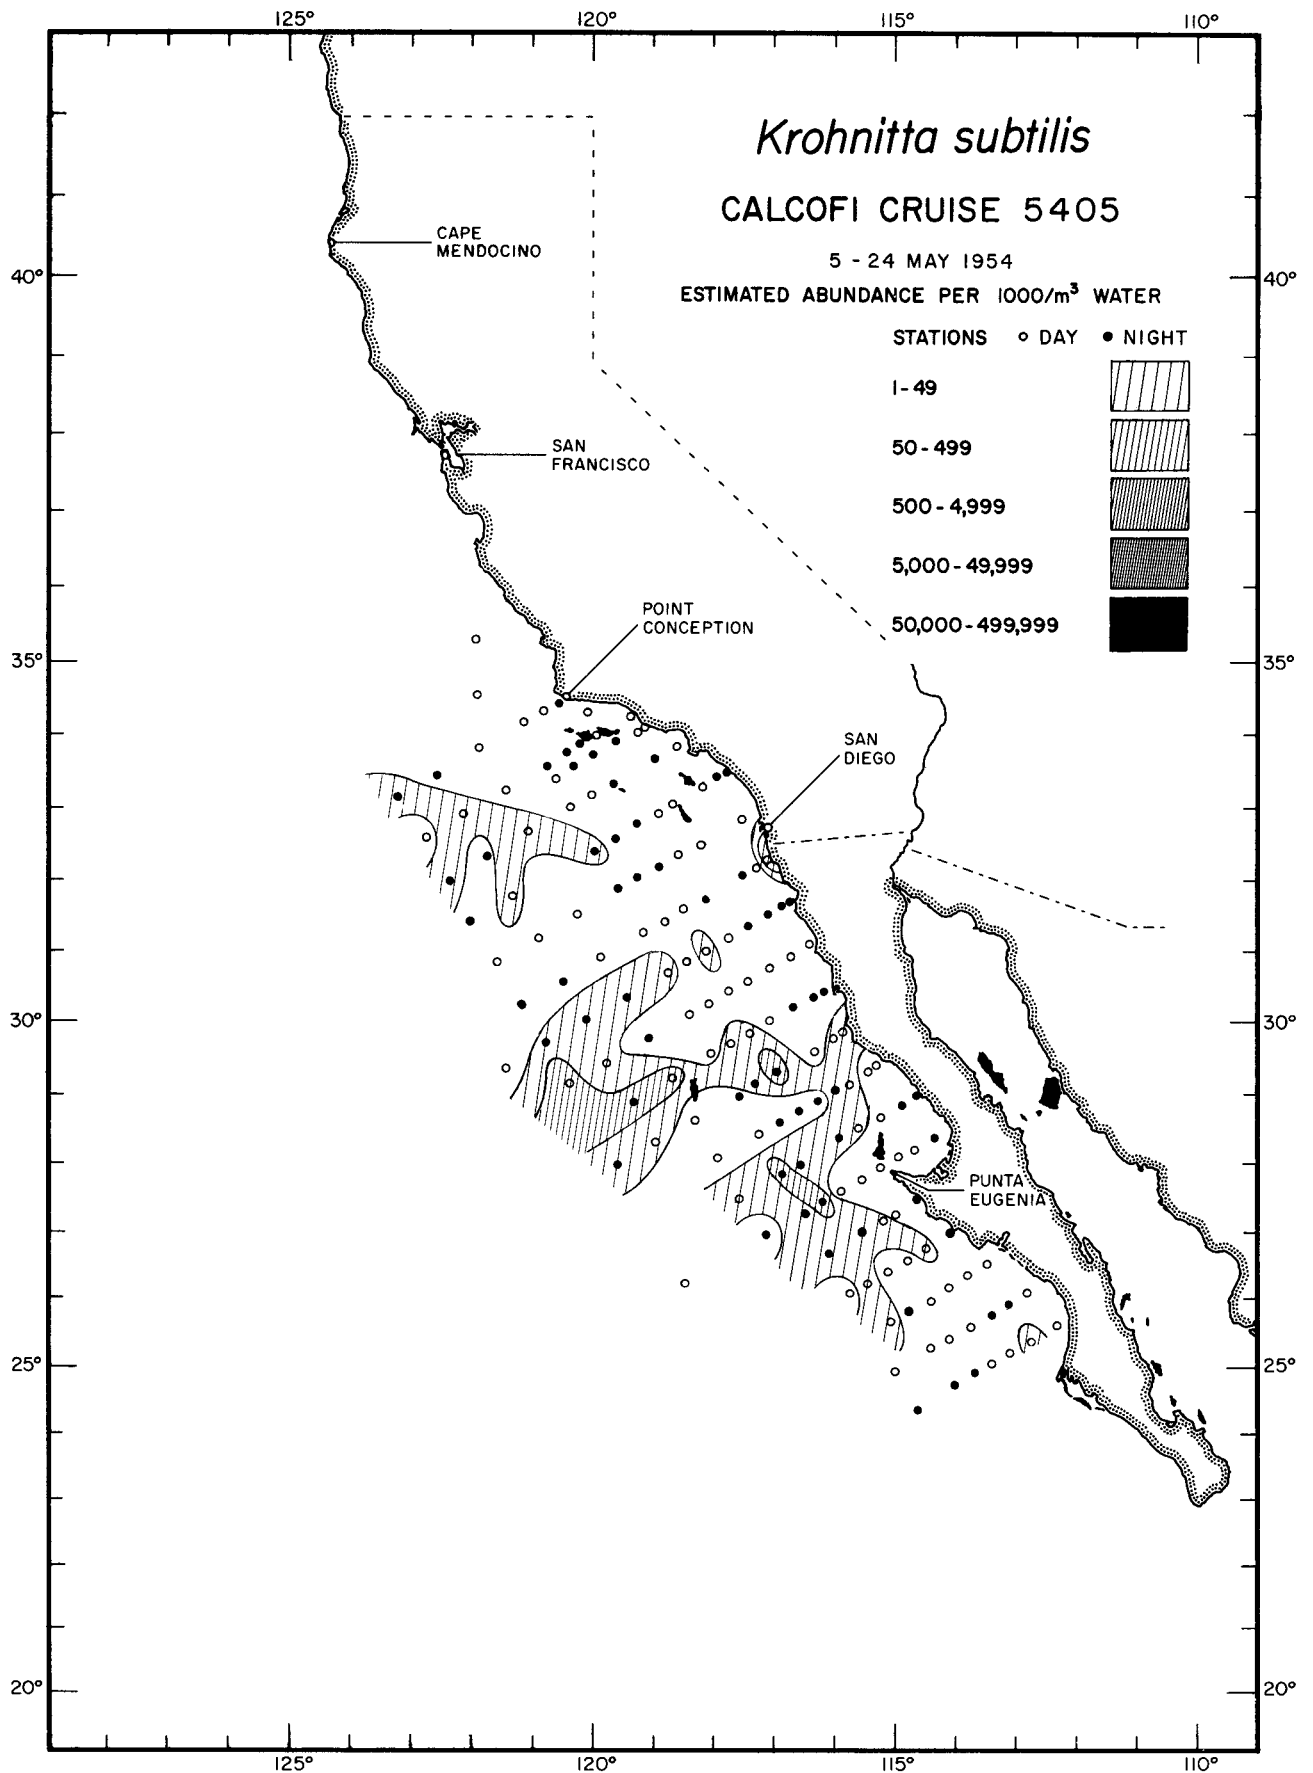 125° 120° 115° 110°
Krohnitta subtilis
CALCOFI CRUISE 5405
5 - 24 MAY 1954
ESTIMATED ABUNDANCE PER 1000/m³ WATER
STATIONS ○ DAY ● NIGHT
1 - 49
50 - 499
500 - 4,999
5,000 - 49,999
50,000 - 499,999
CAPE
MENDOCINO
40° 40°
SAN
FRANCISCO
POINT
CONCEPTION
35° 35°
SAN
DIEGO
30° 30°
PUNTA
EUGENIA
25° 25°
20° 20°
125° 120° 115° 110°